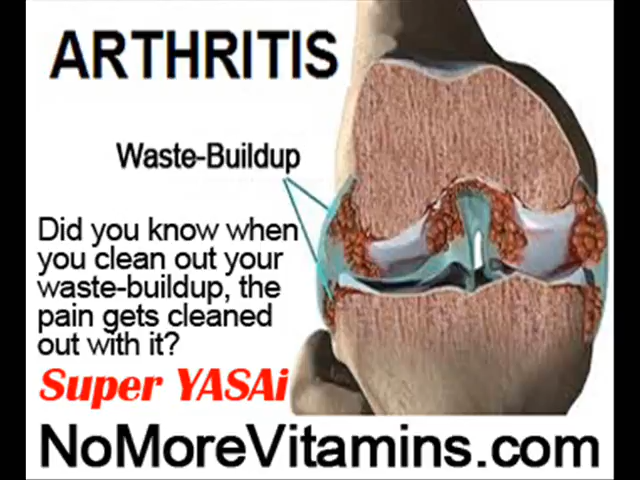 ARTHRITIS
Waste-Buildup
Did you know when
you clean out your
waste-buildup, the
pain gets cleaned
out with it?
Super YASAi
NoMoreVitamins.com